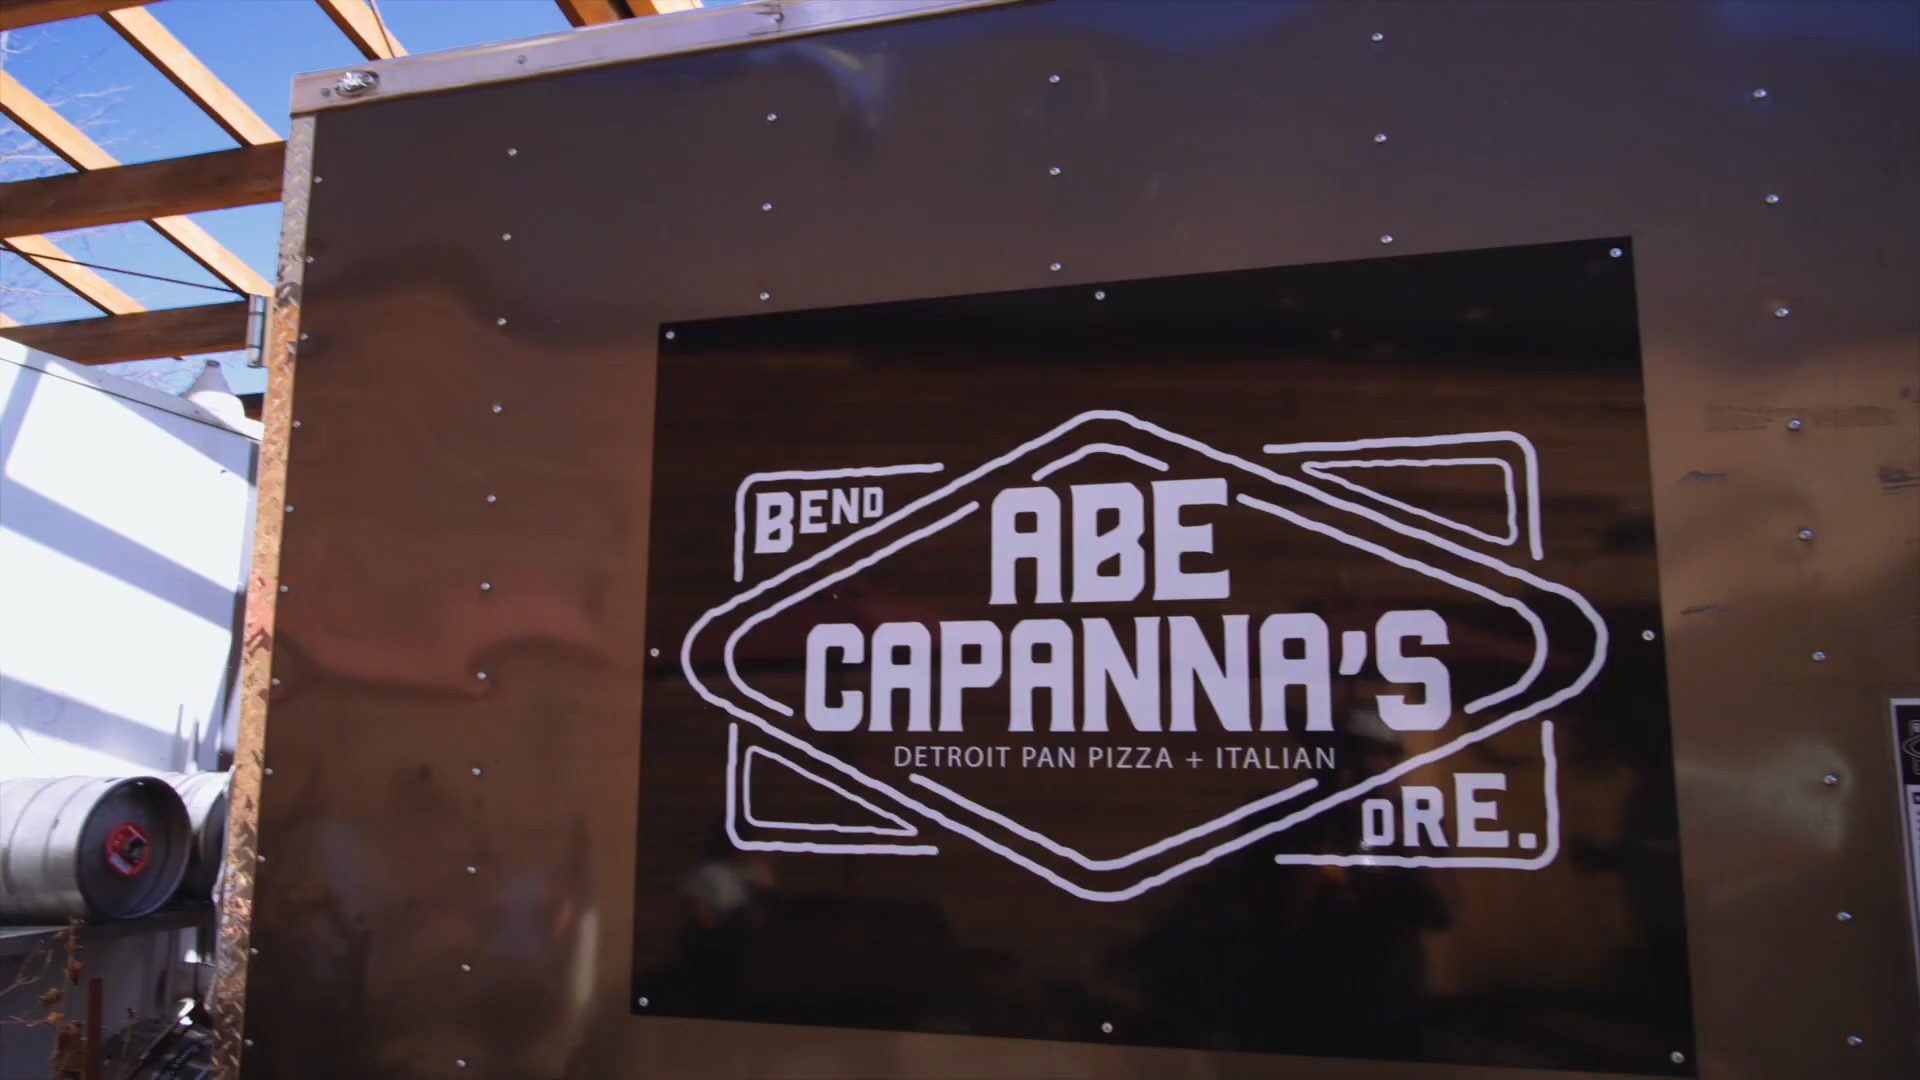 BEND
ABE
CAPANNA'S
DETROIT PAN PIZZA + ITALIAN
ORE.